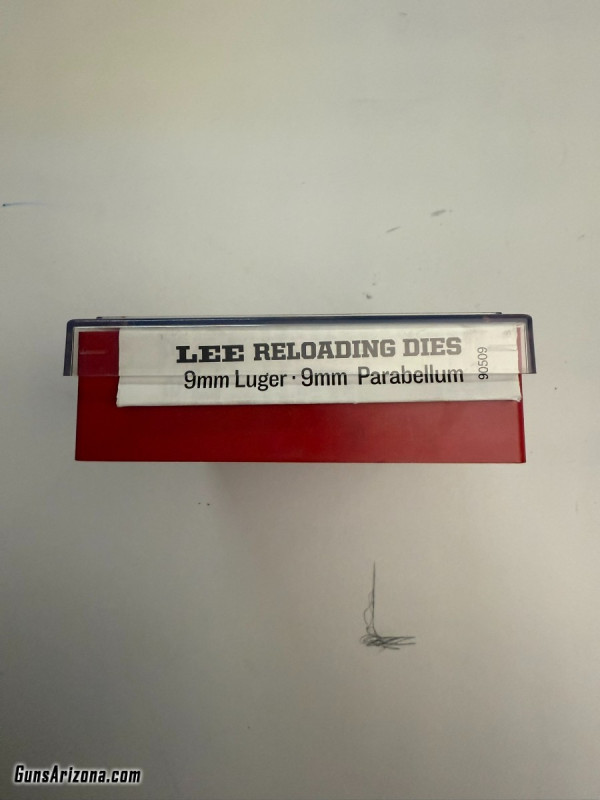 LEE RELOADING DIES
9mm Luger · 9mm Parabellum
90509
GunsArizona.com